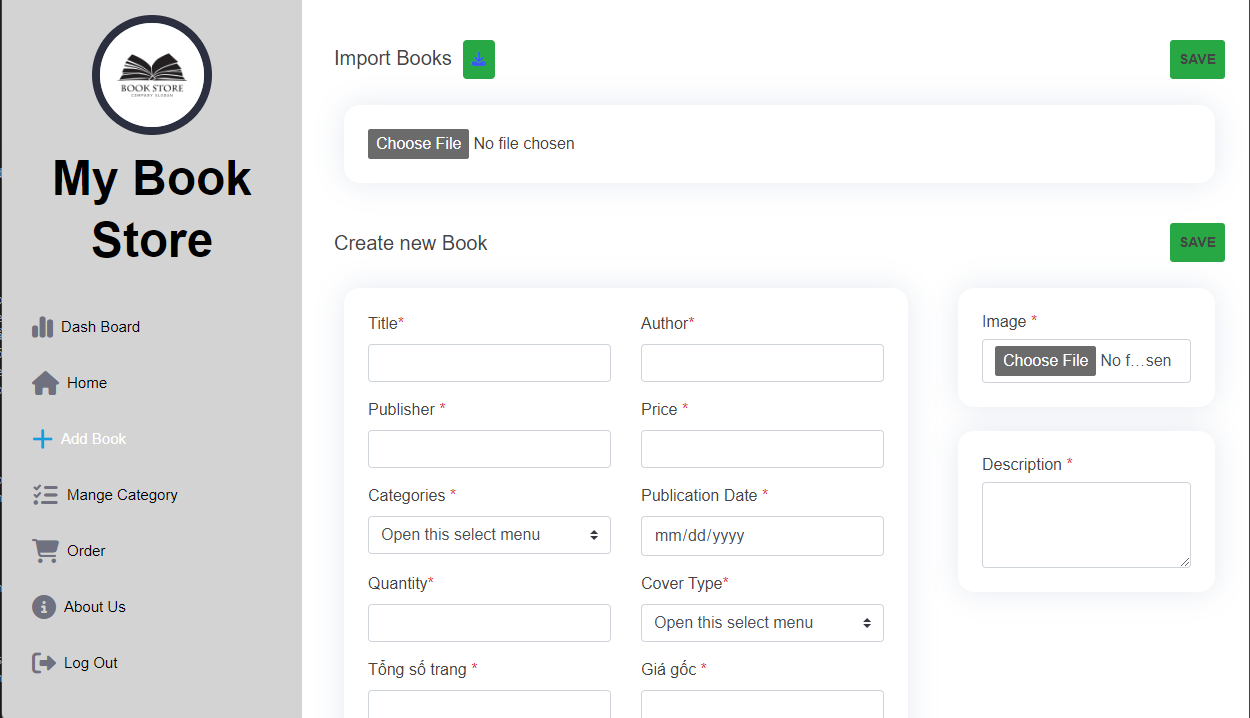 BOOK STORE
COMPANY SLOGAN
My Book
Store
Dash Board
Home
Add Book
Mange Category
Order
About Us
Log Out
Import Books
SAVE
Choose File No file chosen
Create new Book
SAVE
Title*
Author*
Publisher *
Price *
Categories *
Publication Date *
Open this select menu
mm/dd/yyyy
Quantity*
Cover Type*
Open this select menu
Tổng số trang *
Giá gốc *
Image *
Choose File No f...sen
Description *